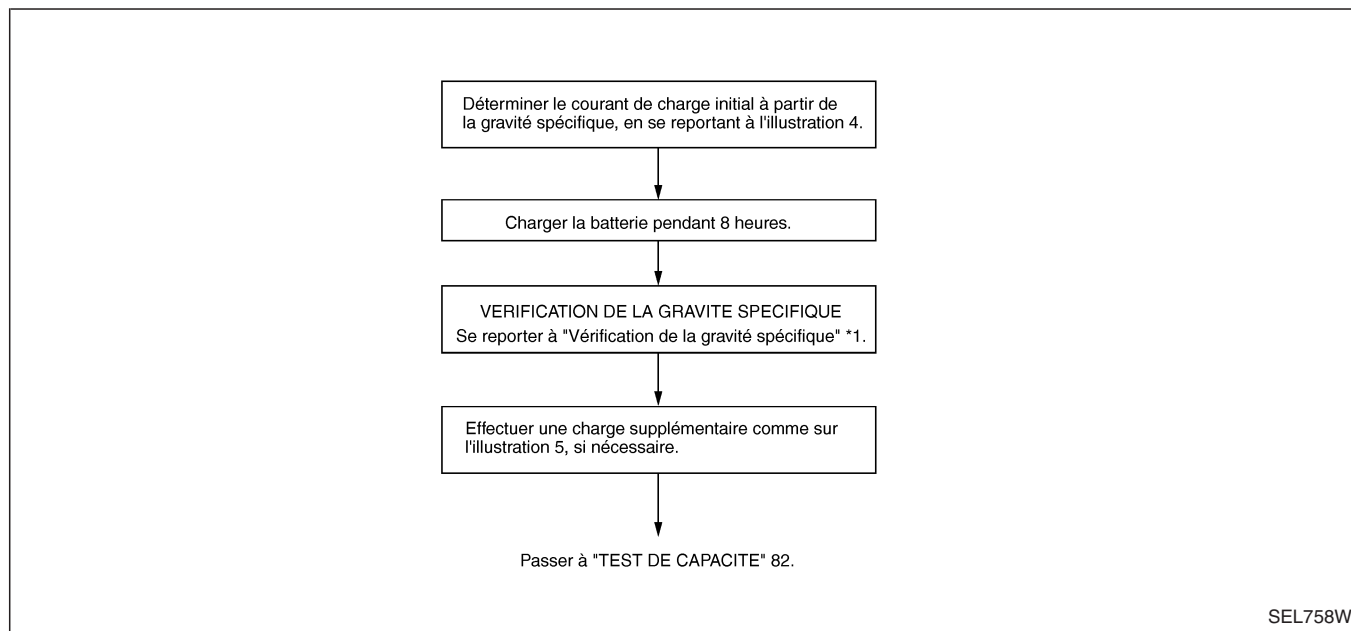 Déterminer le courant de charge initial à partir de
la gravité spécifique, en se reportant à l'illustration 4.
Charger la batterie pendant 8 heures.
VERIFICATION DE LA GRAVITE SPECIFIQUE
Se reporter à "Vérification de la gravité spécifique" *1.
Effectuer une charge supplémentaire comme sur
l'illustration 5, si nécessaire.
Passer à "TEST DE CAPACITE" 82.
SEL758W